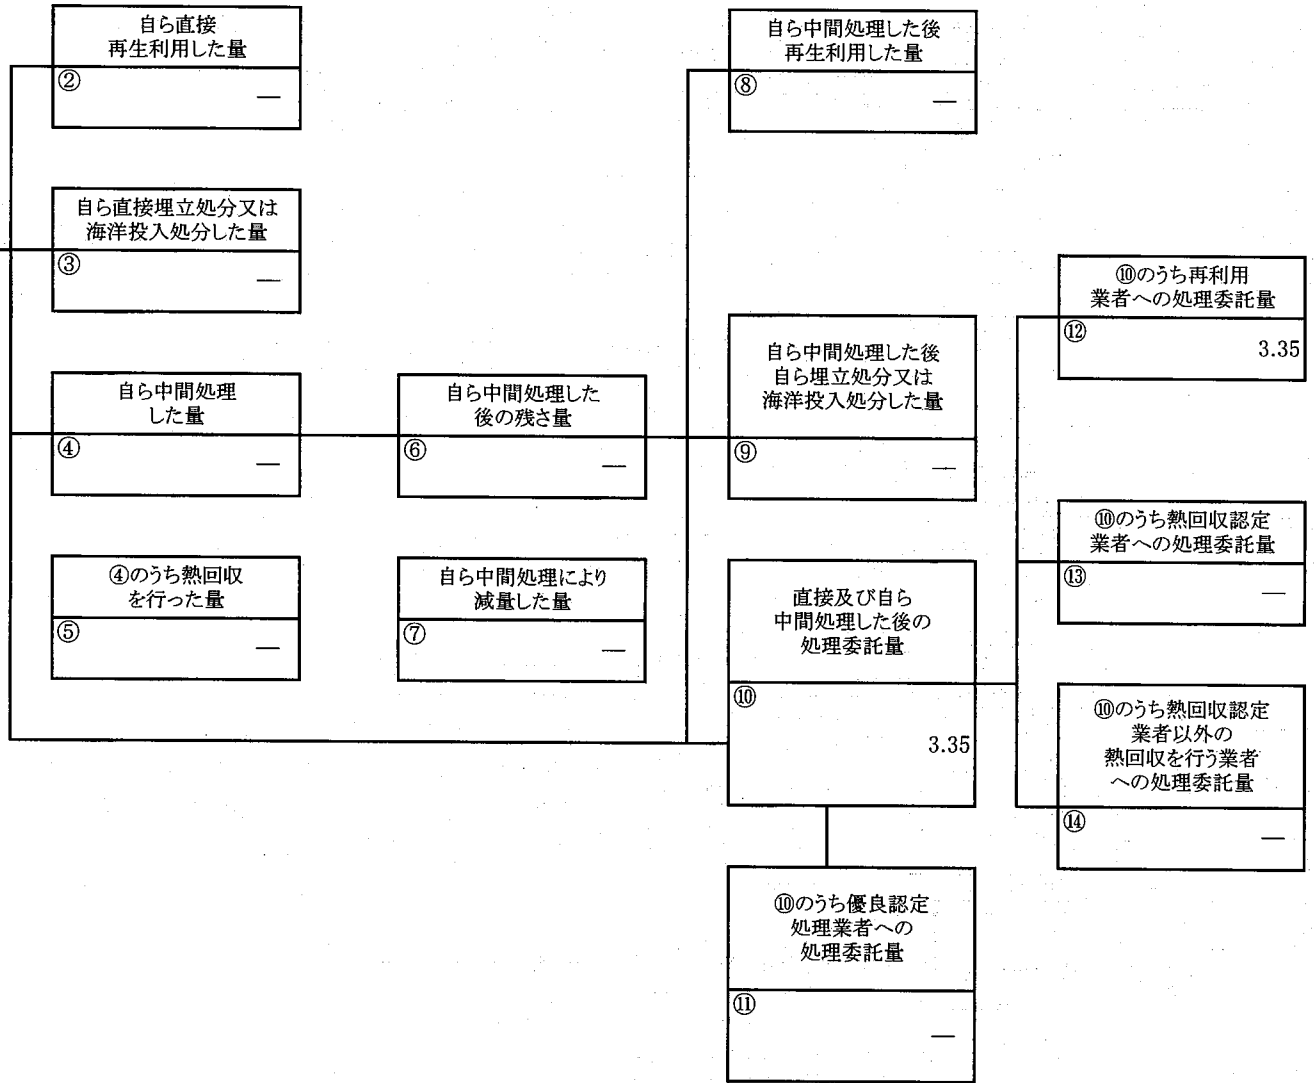 自ら直接
再生利用した量
②
—
自ら直接埋立処分又は
海洋投入処分した量
③
—
自ら中間処理
した量
④
—
④のうち熱回収
を行った量
⑤
—
自ら中間処理した
後の残さ量
⑥
—
自ら中間処理により
減量した量
⑦
—
自ら中間処理した後
再生利用した量
⑧
—
自ら中間処理した後
自ら埋立処分又は
海洋投入処分した量
⑨
—
直接及び自ら
中間処理した後の
処理委託量
⑩
3.35
⑩のうち優良認定
処理業者への
処理委託量
⑪
—
⑩のうち再利用
業者への処理委託量
⑫
3.35
⑩のうち熱回収認定
業者への処理委託量
⑬
—
⑩のうち熱回収認定
業者以外の
熱回収を行う業者
への処理委託量
⑭
—